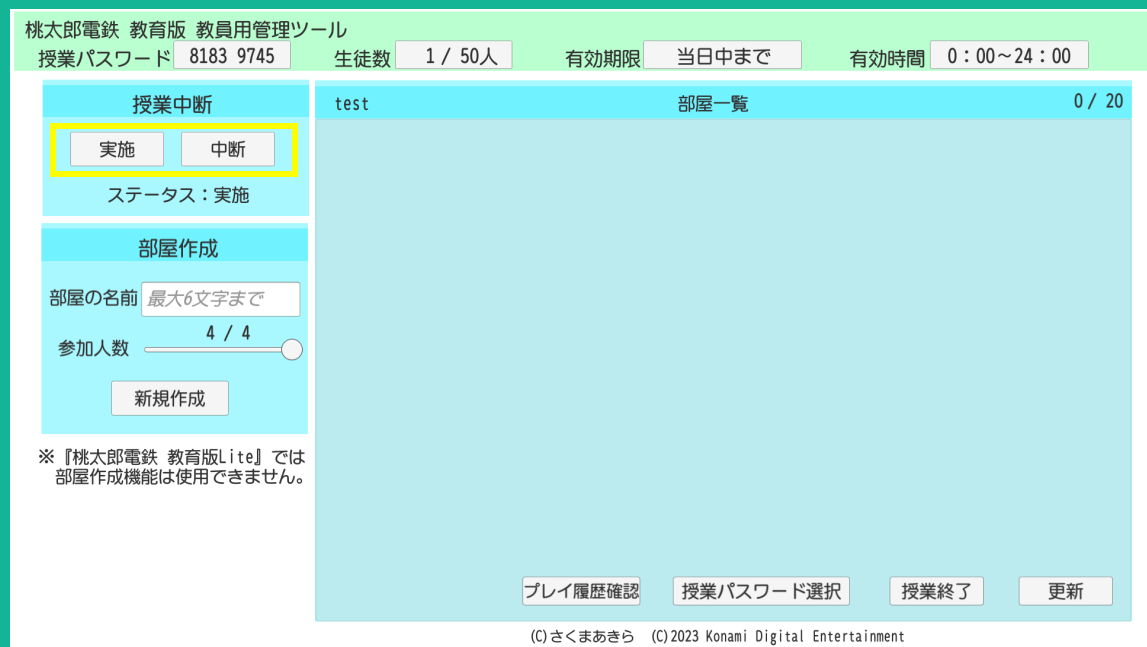 桃太郎電鉄 教育版 教員用管理ツール
授業パスワード 8183 9745 生徒数 1 / 50人 有効期限 当日中まで 有効時間 0：00～24：00
授業中断
実施 中断
ステータス：実施
部屋作成
部屋の名前 最大6文字まで
4 / 4
参加人数
新規作成
※『桃太郎電鉄 教育版Lite』では
部屋作成機能は使用できません。
test 部屋一覧 0 / 20
プレイ履歴確認 授業パスワード選択 授業終了 更新
(C)さくまあきら (C)2023 Konami Digital Entertainment